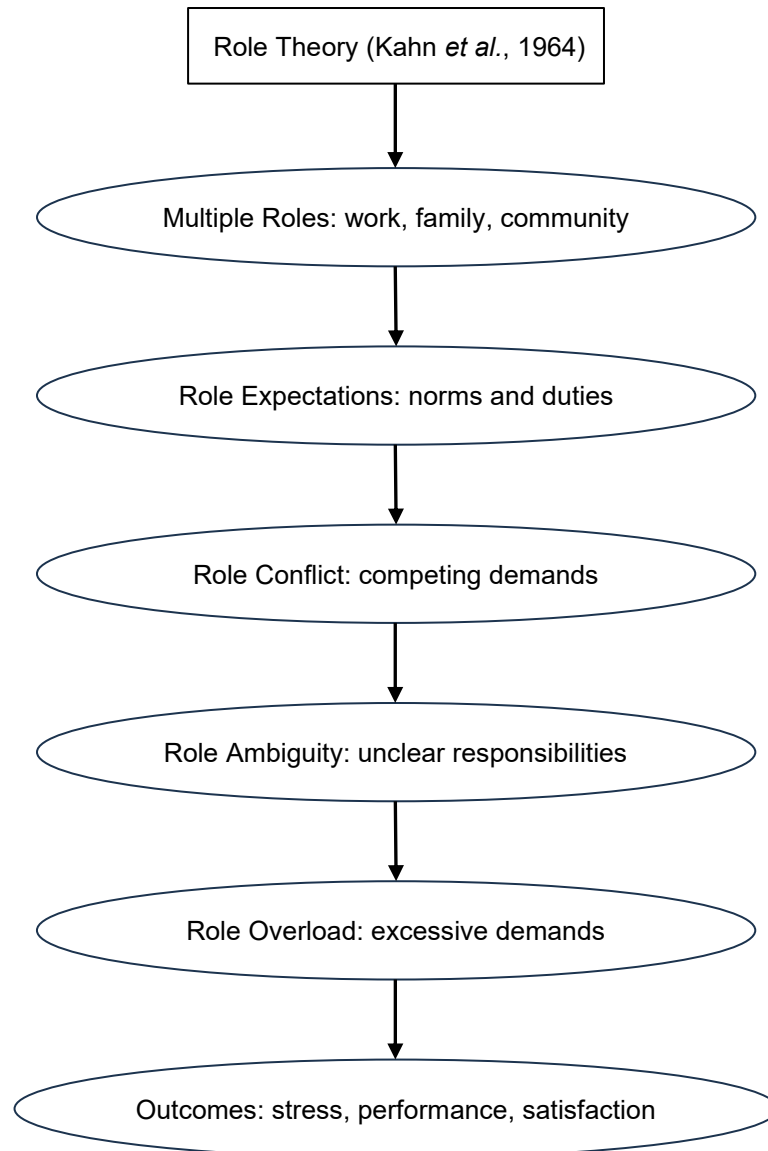 Role Theory (Kahn et al., 1964)
Multiple Roles: work, family, community
Role Expectations: norms and duties
Role Conflict: competing demands
Role Ambiguity: unclear responsibilities
Role Overload: excessive demands
Outcomes: stress, performance, satisfaction